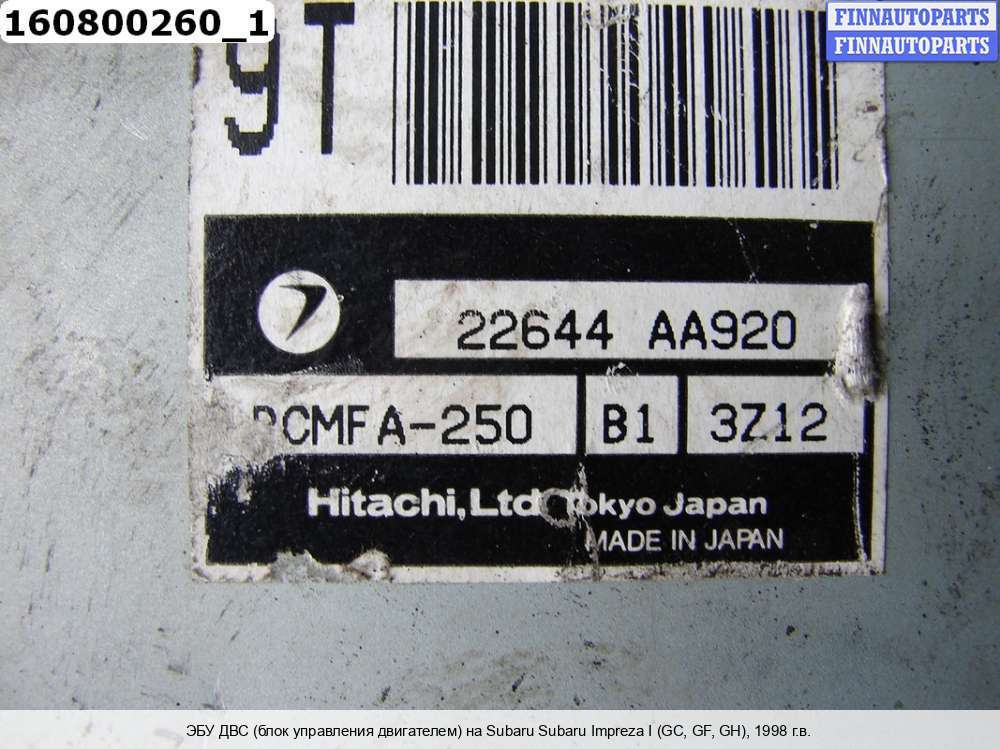 160800260_1
FINNAUTOPARTS
FINNAUTOPARTS
9T
22644 AA920
CMFA-250 B1 3Z12
Hitachi,Ltd Tokyo Japan
MADE IN JAPAN
ЭБУ ДВС (блок управления двигателем) на Subaru Subaru Impreza I (GC, GF, GH), 1998 г.в.